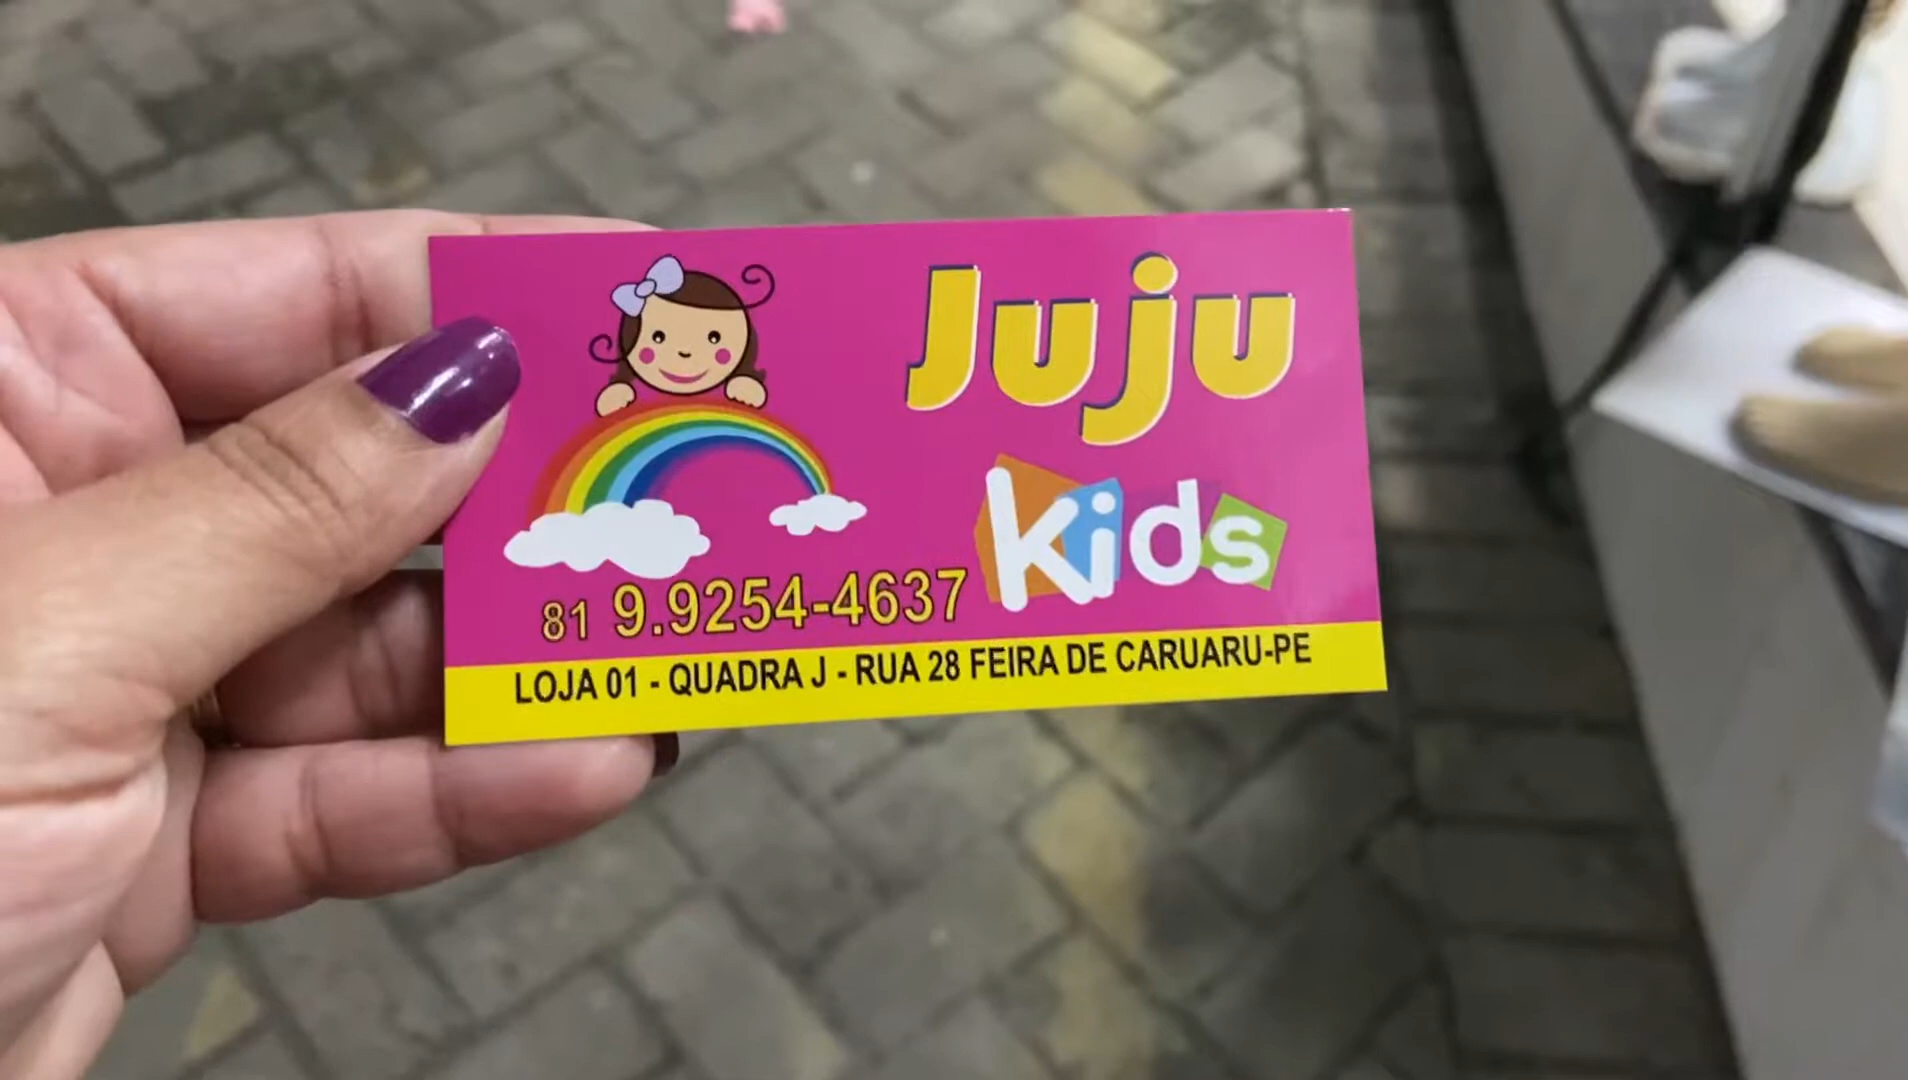 Juju
kids
81 9.9254-4637
LOJA 01 - QUADRA J - RUA 28 FEIRA DE CARUARU-PE